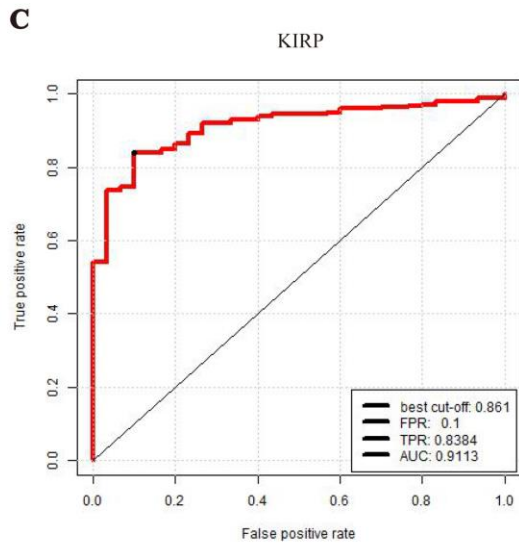 C
KIRP
True positive rate
1.0
0.8
0.6
0.4
0.2
0.0
best cut-off: 0.861
FPR: 0.1
TPR: 0.8384
AUC: 0.9113
0.0 0.2 0.4 0.6 0.8 1.0
False positive rate